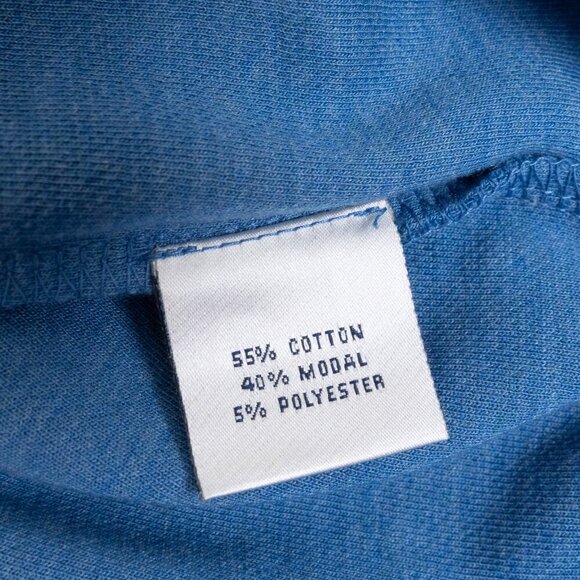 55% COTTON
40% MODAL
5% POLYESTER